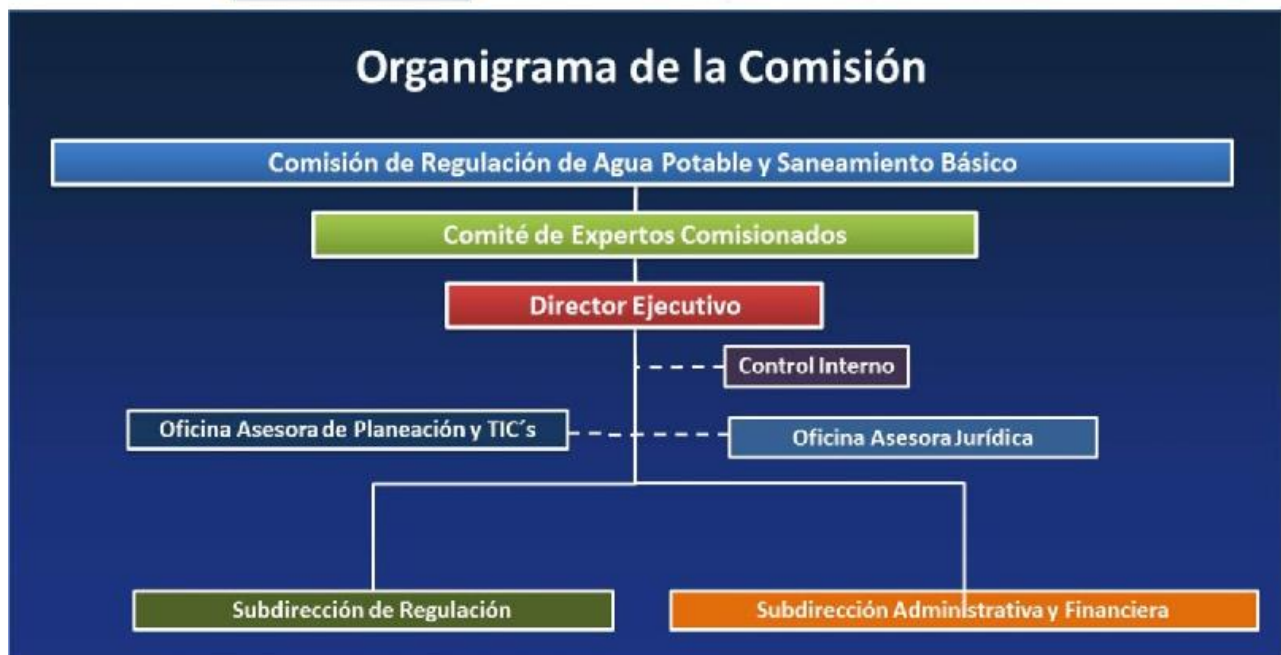 Organigrama de la Comisión
Comisión de Regulación de Agua Potable y Saneamiento Básico
Comité de Expertos Comisionados
Director Ejecutivo
Control Interno
Oficina Asesora de Planeación y TIC´s
Oficina Asesora Jurídica
Subdirección de Regulación
Subdirección Administrativa y Financiera